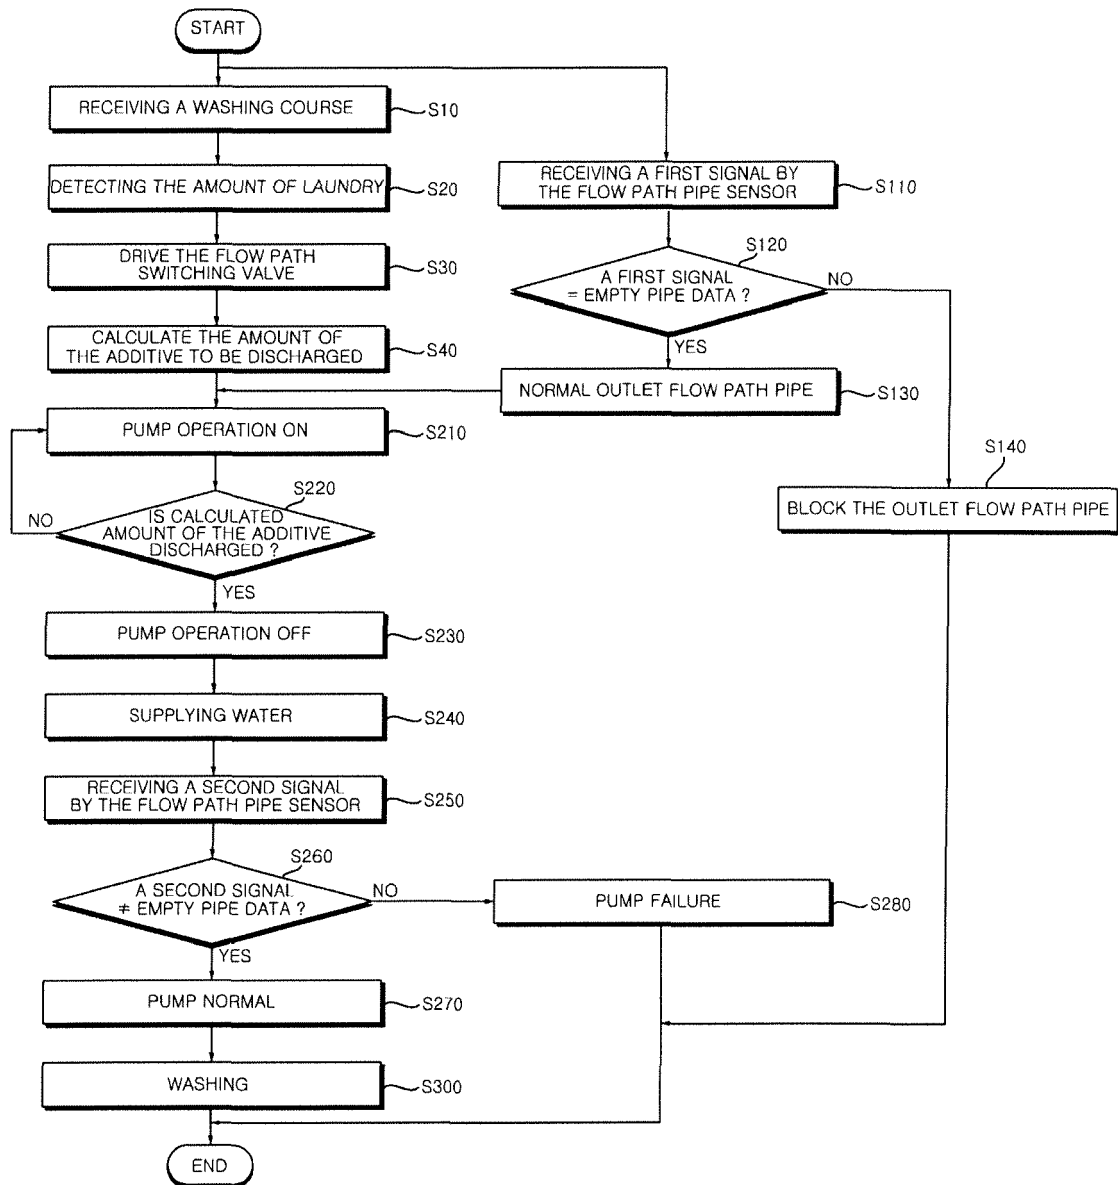 START
RECEIVING A WASHING COURSE
S10
DETECTING THE AMOUNT OF LAUNDRY
S20
DRIVE THE FLOW PATH
SWITCHING VALVE
S30
CALCULATE THE AMOUNT OF
THE ADDITIVE TO BE DISCHARGED
S40
RECEIVING A FIRST SIGNAL BY
THE FLOW PATH PIPE SENSOR
S110
S120
A FIRST SIGNAL
= EMPTY PIPE DATA ?
NO
YES
NORMAL OUTLET FLOW PATH PIPE
S130
S140
BLOCK THE OUTLET FLOW PATH PIPE
PUMP OPERATION ON
S210
S220
IS CALCULATED
AMOUNT OF THE ADDITIVE
DISCHARGED ?
NO
YES
PUMP OPERATION OFF
S230
SUPPLYING WATER
S240
RECEIVING A SECOND SIGNAL
BY THE FLOW PATH PIPE SENSOR
S250
S260
A SECOND SIGNAL
≠ EMPTY PIPE DATA ?
NO
YES
PUMP FAILURE
S280
PUMP NORMAL
S270
WASHING
S300
END